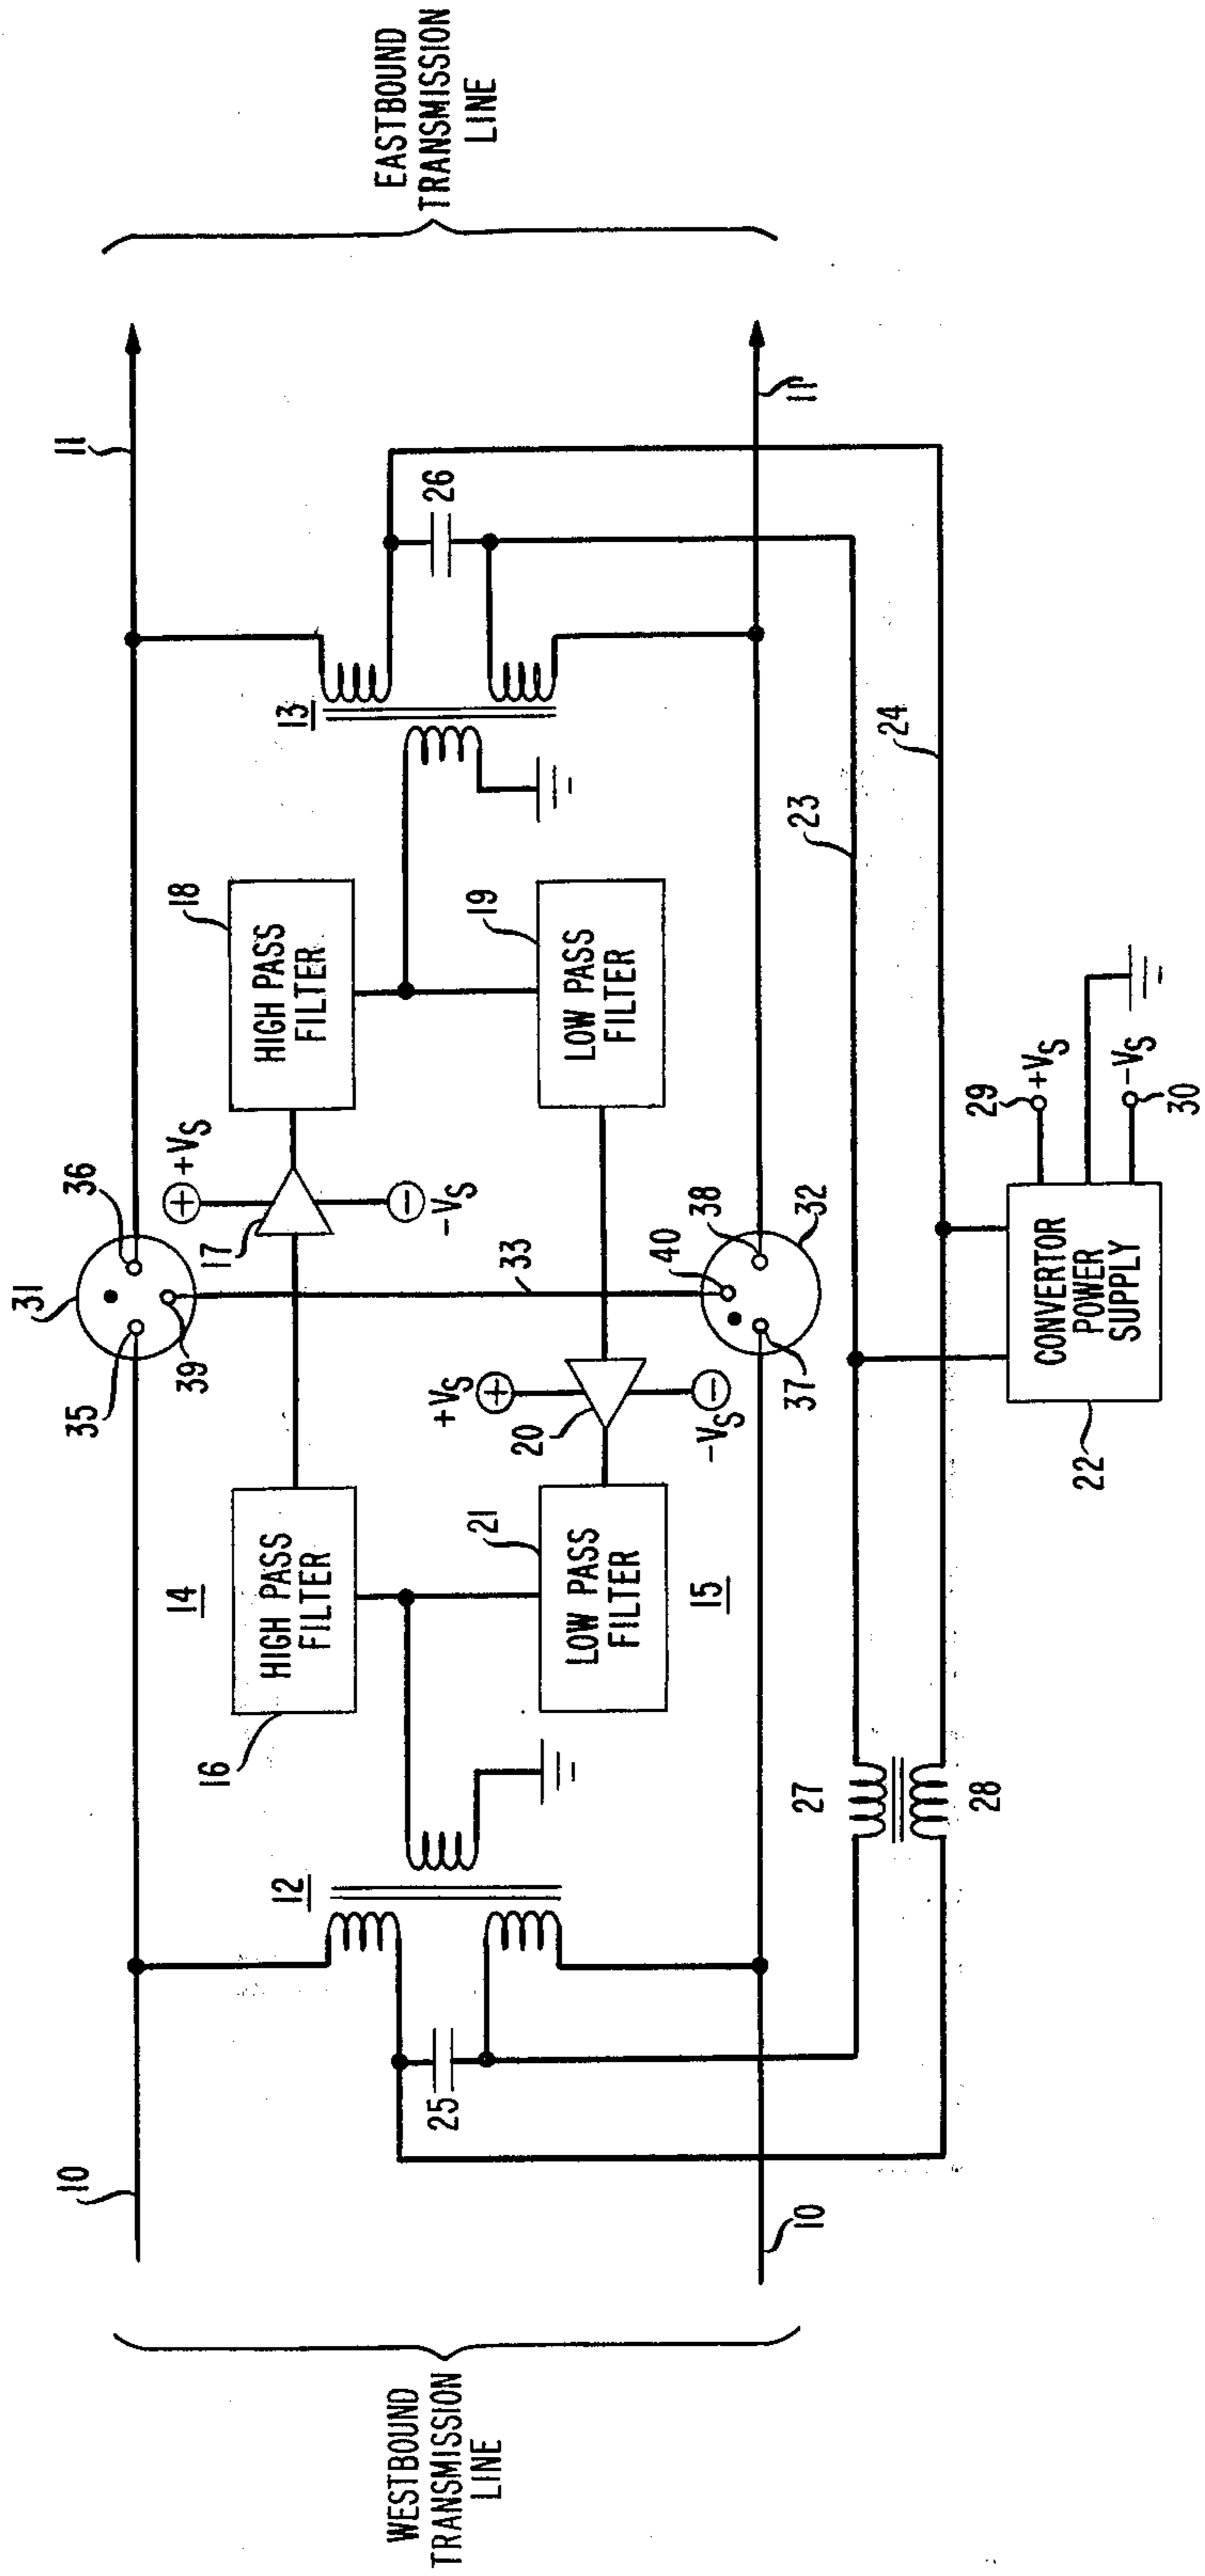 WESTBOUND
TRANSMISSION
LINE
EASTBOUND
TRANSMISSION
LINE
10
10
11
11
12
13
14
15
16
HIGH PASS
FILTER
17
+VS
-VS
18
HIGH PASS
FILTER
19
LOW PASS
FILTER
20
+VS
-VS
21
LOW PASS
FILTER
22
CONVERTOR
POWER
SUPPLY
23
24
25
26
27
28
29
+VS
-VS
30
31
32
33
35
36
37
38
39
40